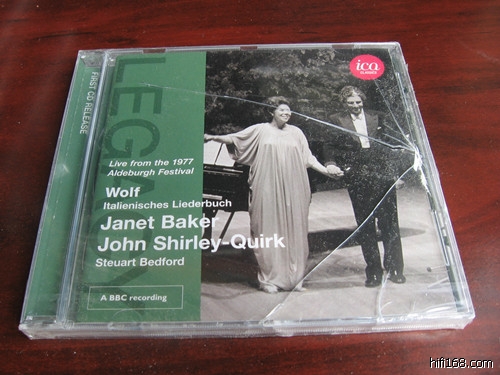 FIRST CD RELEASE
LEGACY
ica
CLASSICS
Live from the 1977
Aldeburgh Festival
Wolf
Italienisches Liederbuch
Janet Baker
John Shirley-Quirk
Steuart Bedford
A BBC recording
hifi168.com